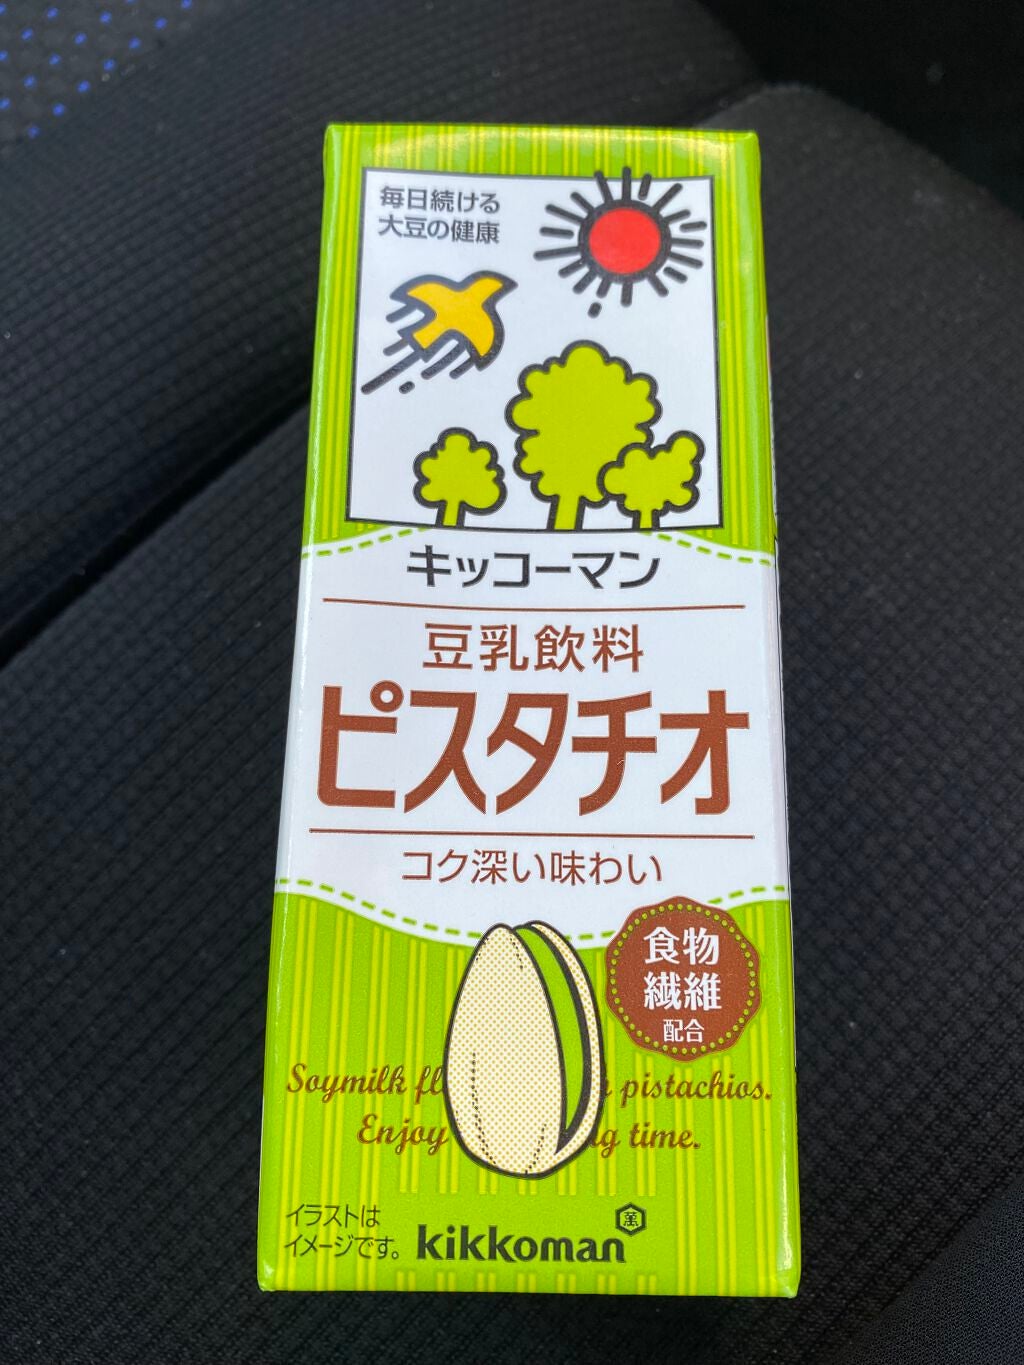 毎日続ける
大豆の健康
キッコーマン
豆乳飲料
ピスタチオ
コク深い味わい
食物
繊維
配合
Soymilk pistachios.
Enjoy time.
イラストは
イメージです。
kikkoman
萬